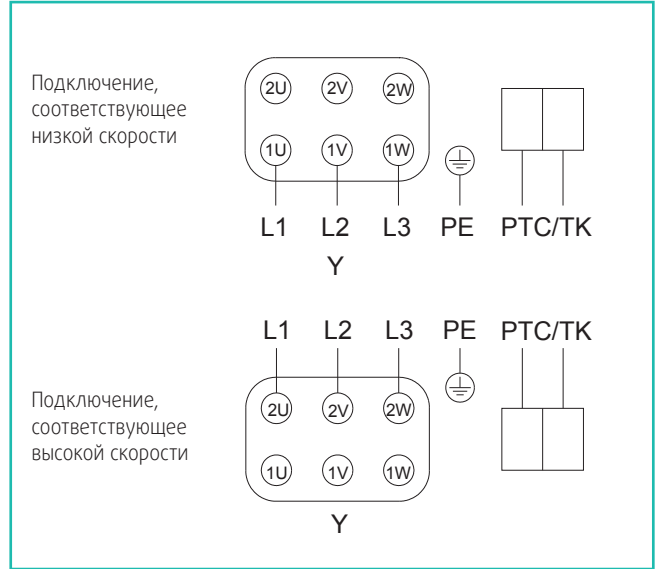 Подключение,
соответствующее
низкой скорости
2U 2V 2W
1U 1V 1W
L1 L2 L3 PE PTC/TK
Y
L1 L2 L3 PE PTC/TK
Подключение,
соответствующее
высокой скорости
2U 2V 2W
1U 1V 1W
Y